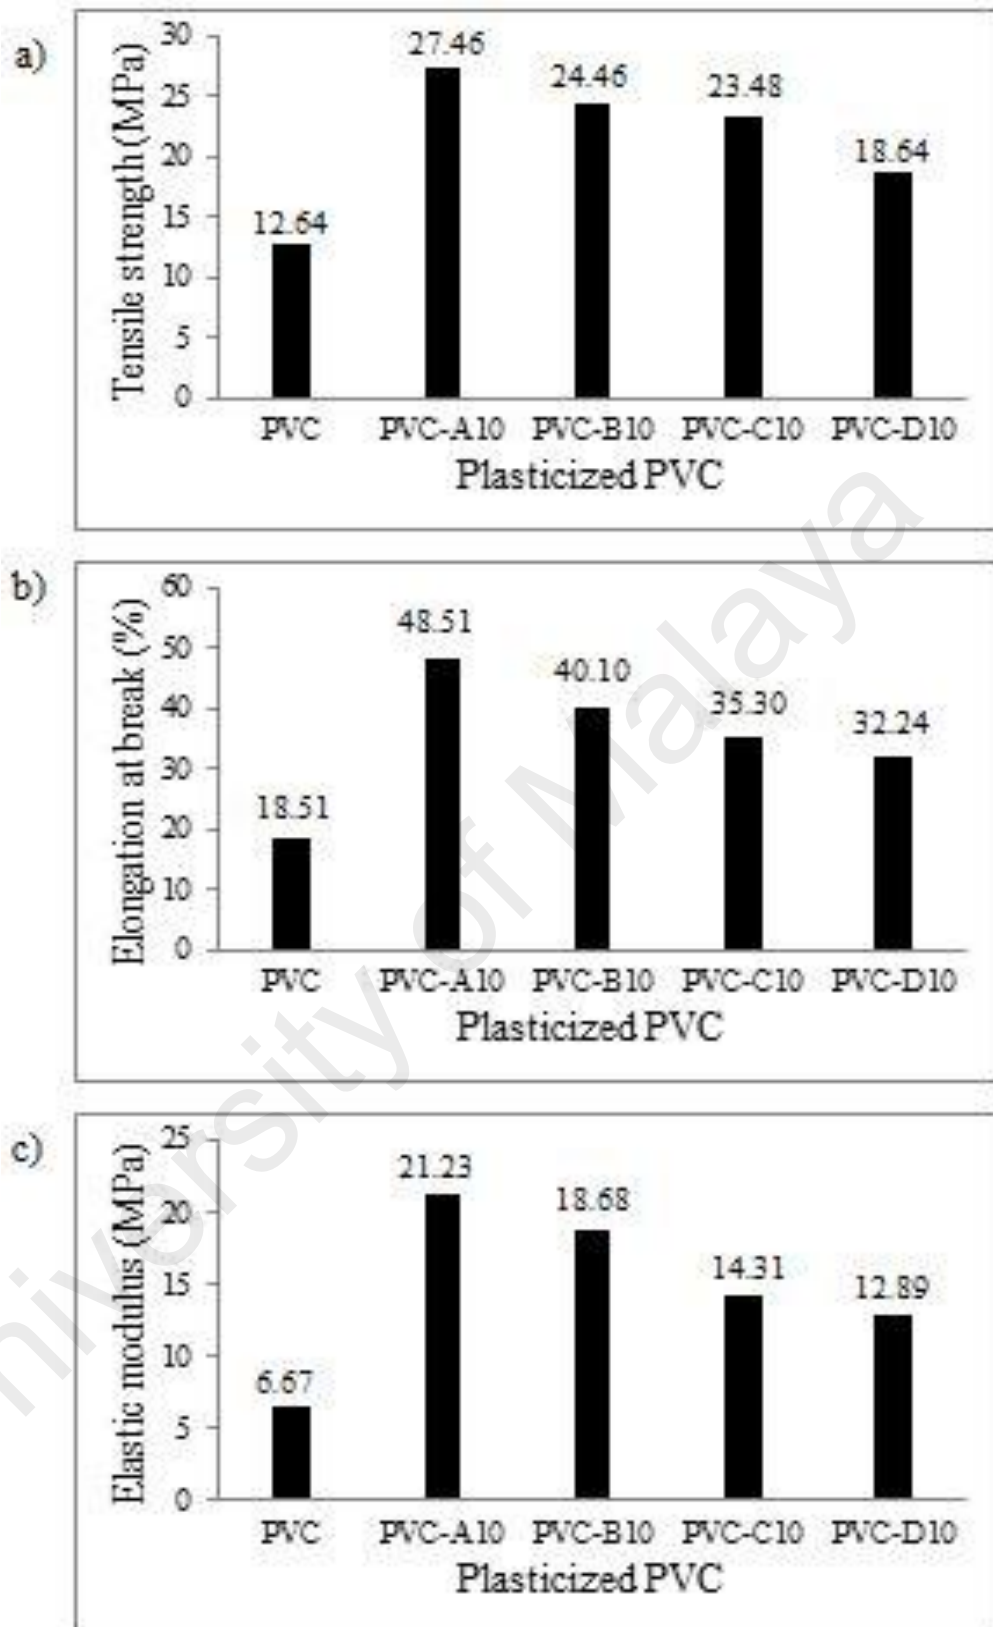 a)
Tensile strength (MPa)
30
25
20
15
10
5
0
12.64
27.46
24.46
23.48
18.64
PVC PVC-A10 PVC-B10 PVC-C10 PVC-D10
Plasticized PVC
b)
Elongation at break (%)
60
50
40
30
20
10
0
18.51
48.51
40.10
35.30
32.24
PVC PVC-A10 PVC-B10 PVC-C10 PVC-D10
Plasticized PVC
c)
Elastic modulus (MPa)
25
20
15
10
5
0
6.67
21.23
18.68
14.31
12.89
PVC PVC-A10 PVC-B10 PVC-C10 PVC-D10
Plasticized PVC
niversity of Malaya